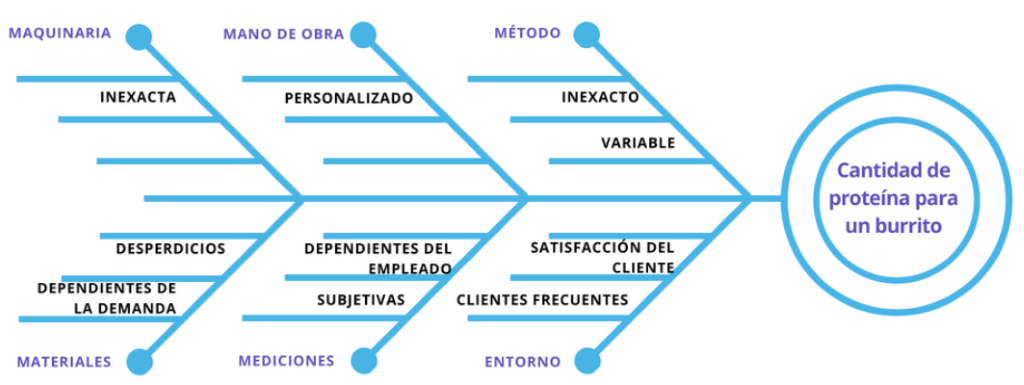 MAQUINARIA
MANO DE OBRA
MÉTODO
INEXACTA
PERSONALIZADO
INEXACTO
VARIABLE
Cantidad de
proteína para
un burrito
DESPERDICIOS
DEPENDIENTES DE
LA DEMANDA
DEPENDIENTES DEL
EMPLEADO
SUBJETIVAS
SATISFACCIÓN DEL
CLIENTE
CLIENTES FRECUENTES
MATERIALES
MEDICIONES
ENTORNO